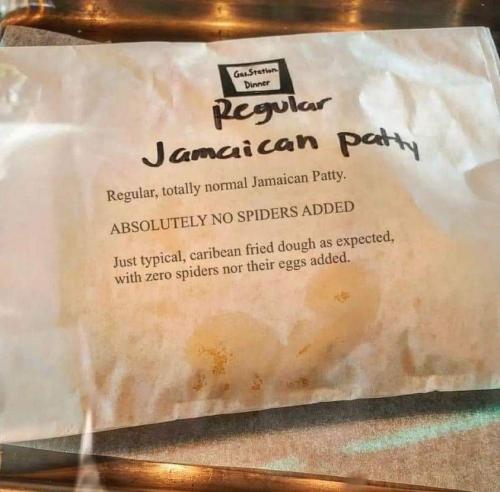 Gas.Station
Dinner
Regular
Jamaican patty
Regular, totally normal Jamaican Patty.
ABSOLUTELY NO SPIDERS ADDED
Just typical, caribean fried dough as expected,
with zero spiders nor their eggs added.